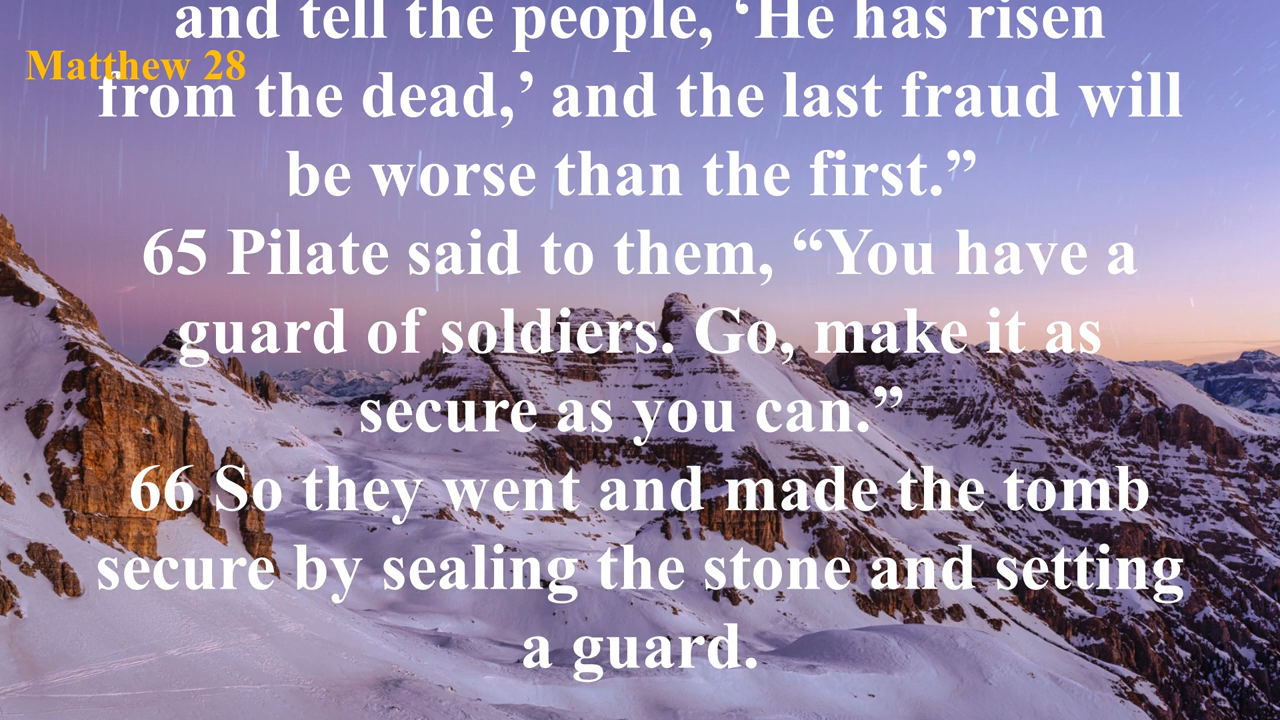 and tell the people, ‘He has risen
Matthew 28
from the dead,’ and the last fraud will
be worse than the first.”
65 Pilate said to them, “You have a
guard of soldiers. Go, make it as
secure as you can.”
66 So they went and made the tomb
secure by sealing the stone and setting
a guard.